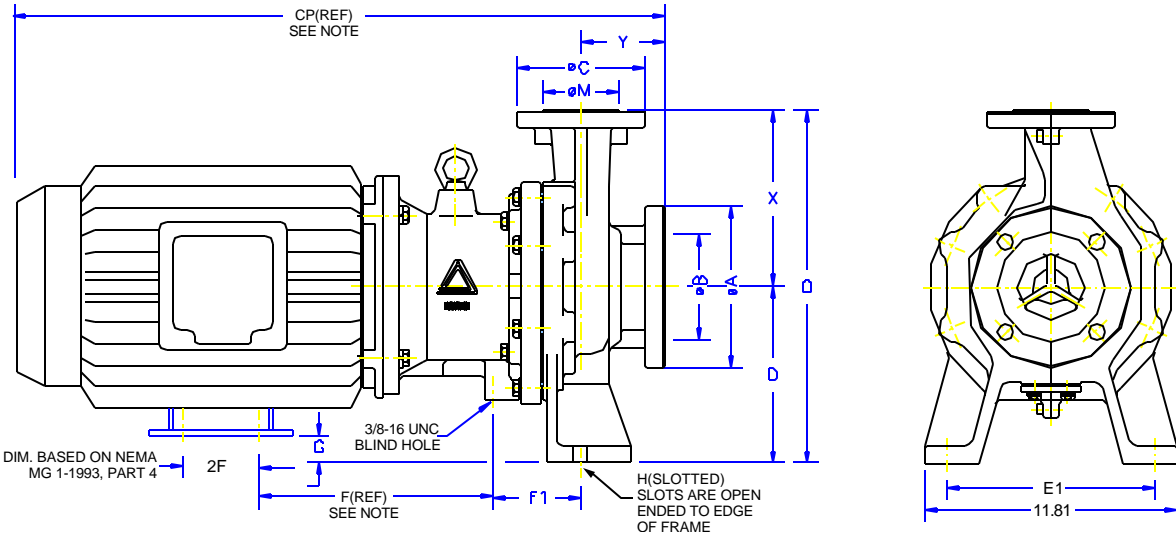 CP(REF)
SEE NOTE
Y
øC
øM
X
O
øB
øA
D
3/8-16 UNC
BLIND HOLE
G
DIM. BASED ON NEMA
MG 1-1993, PART 4
2F
F(REF)
SEE NOTE
F1
H(SLOTTED)
SLOTS ARE OPEN
ENDED TO EDGE
OF FRAME
E1
11.81